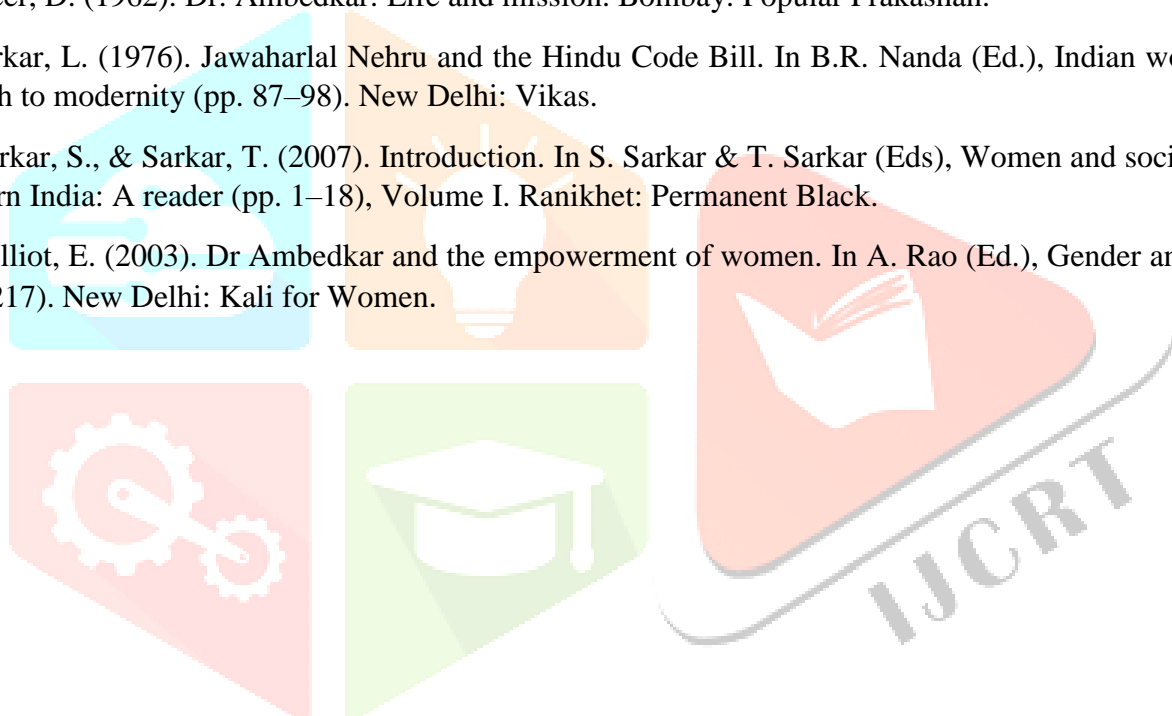 eer, D. (1962). Dr. Ambedkar: Life and mission. Bombay: Popular Prakashan.
rkar, L. (1976). Jawaharlal Nehru and the Hindu Code Bill. In B.R. Nanda (Ed.), Indian wo
h to modernity (pp. 87–98). New Delhi: Vikas.
rkar, S., & Sarkar, T. (2007). Introduction. In S. Sarkar & T. Sarkar (Eds), Women and soci
rn India: A reader (pp. 1–18), Volume I. Ranikhet: Permanent Black.
lliot, E. (2003). Dr Ambedkar and the empowerment of women. In A. Rao (Ed.), Gender an
217). New Delhi: Kali for Women.
IJCRT